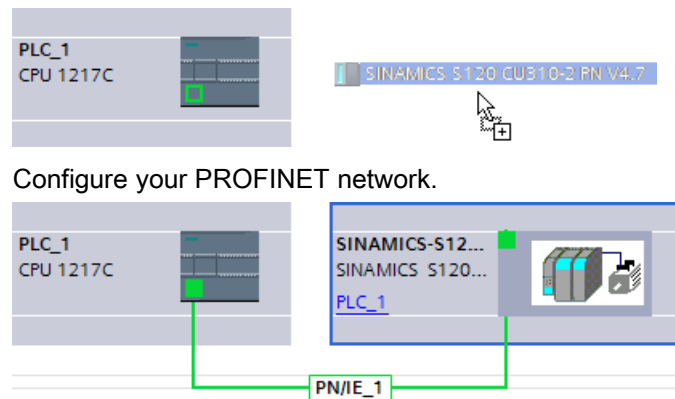 PLC_1
CPU 1217C
SINAMICS S120 CU310-2 PN V4.7
Configure your PROFINET network.
PLC_1
CPU 1217C
SINAMICS-S12...
SINAMICS S120...
PLC_1
PN/IE_1